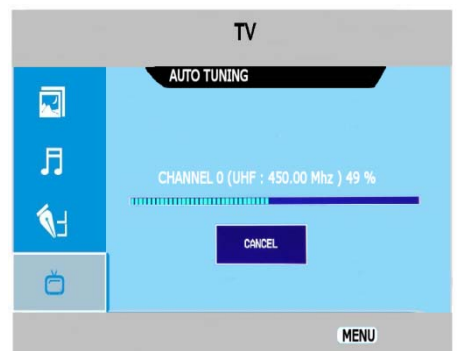 TV
AUTO TUNING
CHANNEL 0 (UHF : 450.00 Mhz ) 49 %
CANCEL
MENU